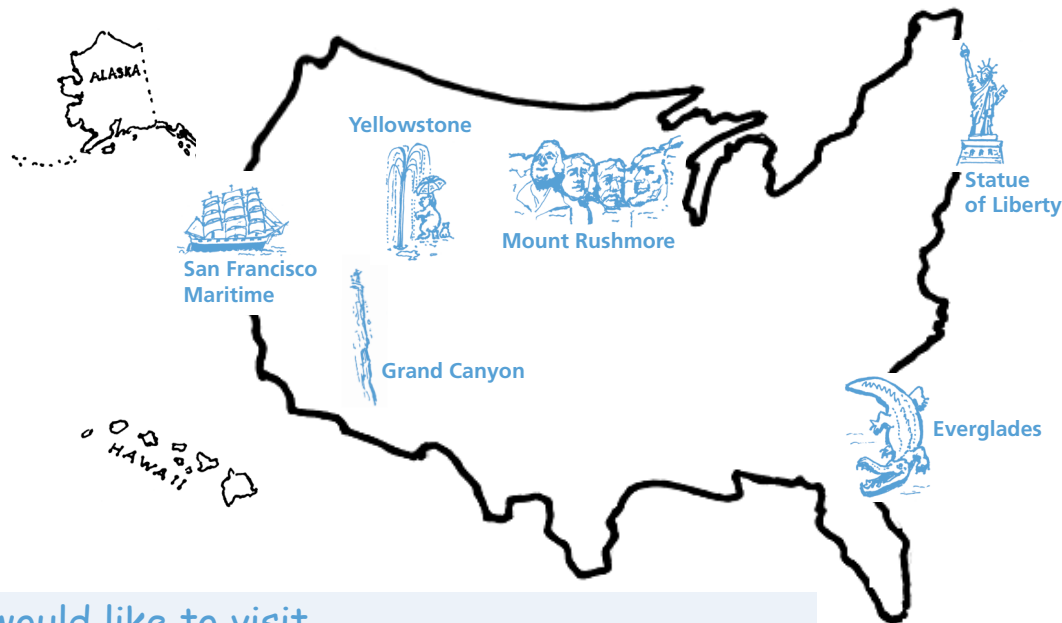 ALASKA
Yellowstone
Mount Rushmore
Statue
of Liberty
San Francisco
Maritime
Grand Canyon
Everglades
HAWAII
would like to visit